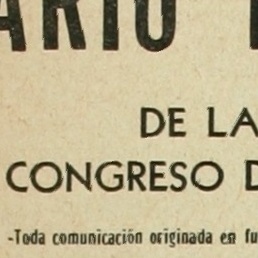 ARIO
DE LA
CONGRESO D
-Toda comunicación originada en fu